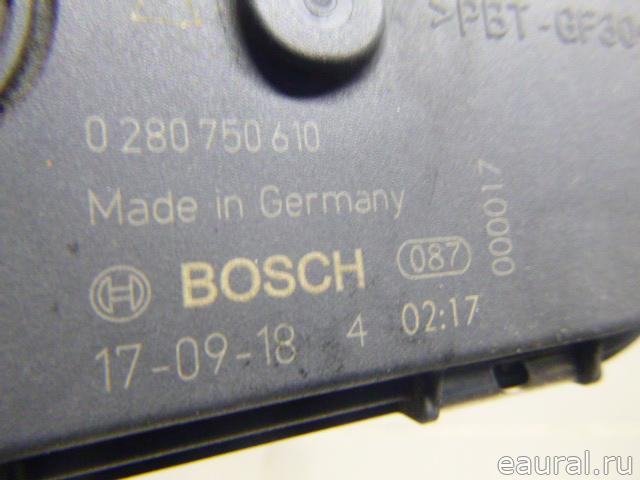 >PBT-GF30
0 280 750 610
Made in Germany
BOSCH 087
000017
17-09-18 4 02:17
eaural.ru